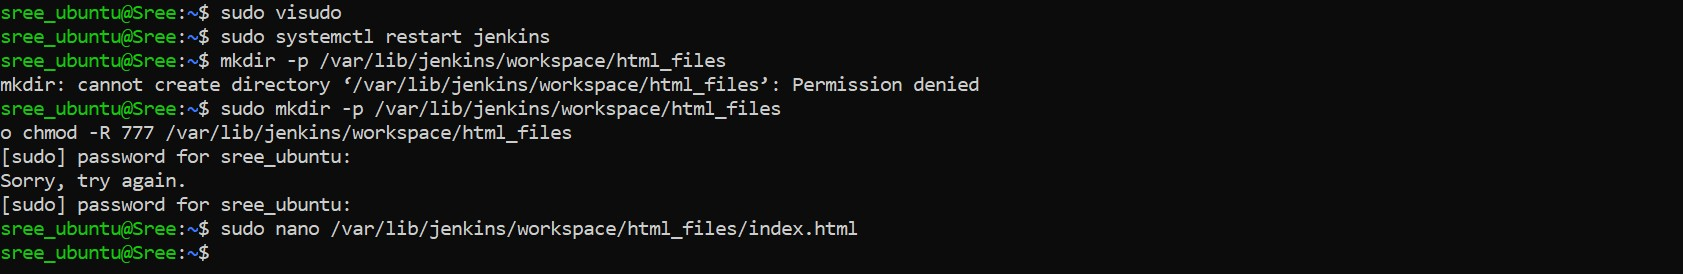 sree_ubuntu@Sree:~$ sudo visudo
sree_ubuntu@Sree:~$ sudo systemctl restart jenkins
sree_ubuntu@Sree:~$ mkdir -p /var/lib/jenkins/workspace/html_files
mkdir: cannot create directory ‘/var/lib/jenkins/workspace/html_files’: Permission denied
sree_ubuntu@Sree:~$ sudo mkdir -p /var/lib/jenkins/workspace/html_files
o chmod -R 777 /var/lib/jenkins/workspace/html_files
[sudo] password for sree_ubuntu:
Sorry, try again.
[sudo] password for sree_ubuntu:
sree_ubuntu@Sree:~$ sudo nano /var/lib/jenkins/workspace/html_files/index.html
sree_ubuntu@Sree:~$